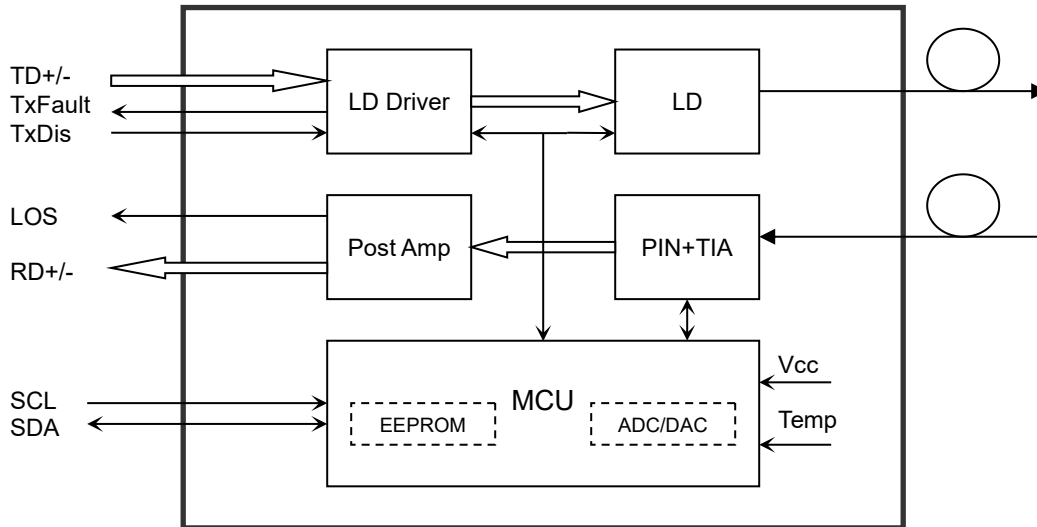 TD+/-
TxFault
TxDis
LD Driver
LD
LOS
RD+/-
Post Amp
PIN+TIA
SCL
SDA
MCU
EEPROM
ADC/DAC
Vcc
Temp